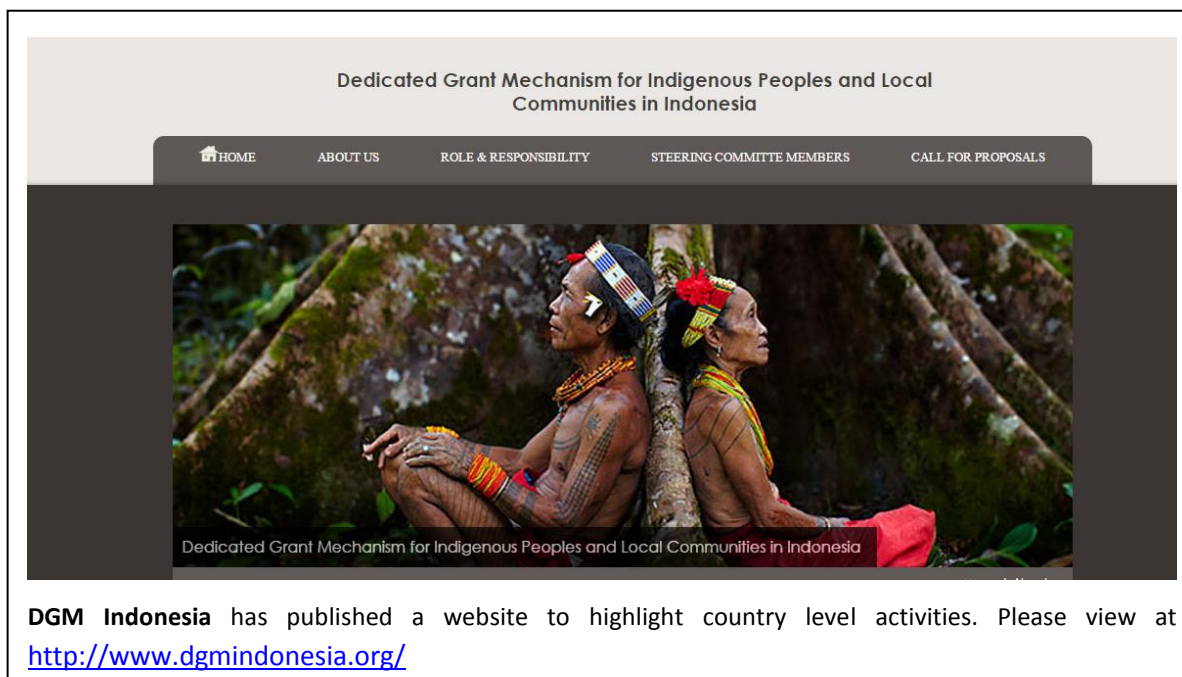 Dedicated Grant Mechanism for Indigenous Peoples and Local
Communities in Indonesia
HOME ABOUT US ROLE & RESPONSIBILITY STEERING COMMITTE MEMBERS CALL FOR PROPOSALS
Dedicated Grant Mechanism for Indigenous Peoples and Local Communities in Indonesia
DGM Indonesia has published a website to highlight country level activities. Please view at
http://www.dgmindonesia.org/